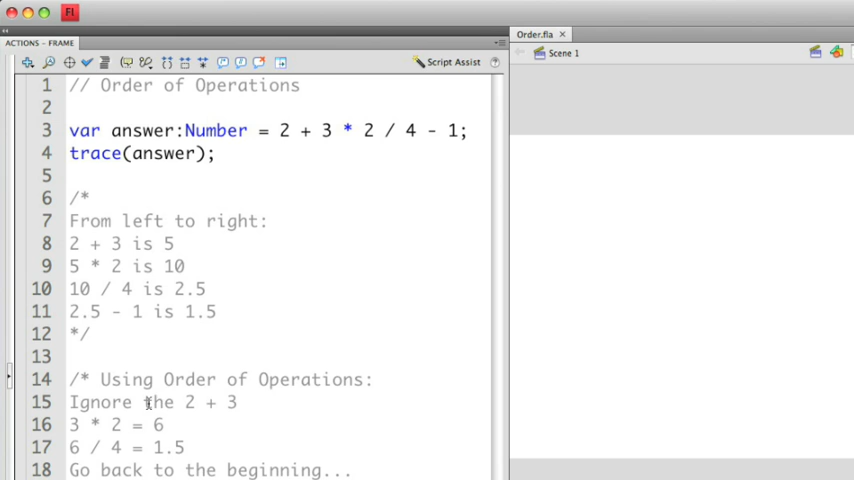 Fl
ACTIONS - FRAME
Script Assist
1 // Order of Operations
2
3 var answer:Number = 2 + 3 * 2 / 4 - 1;
4 trace(answer);
5
6 /*
7 From left to right:
8 2 + 3 is 5
9 5 * 2 is 10
10 10 / 4 is 2.5
11 2.5 - 1 is 1.5
12 */
13
14 /* Using Order of Operations:
15 Ignore the 2 + 3
16 3 * 2 = 6
17 6 / 4 = 1.5
18 Go back to the beginning...
Order.fla
Scene 1